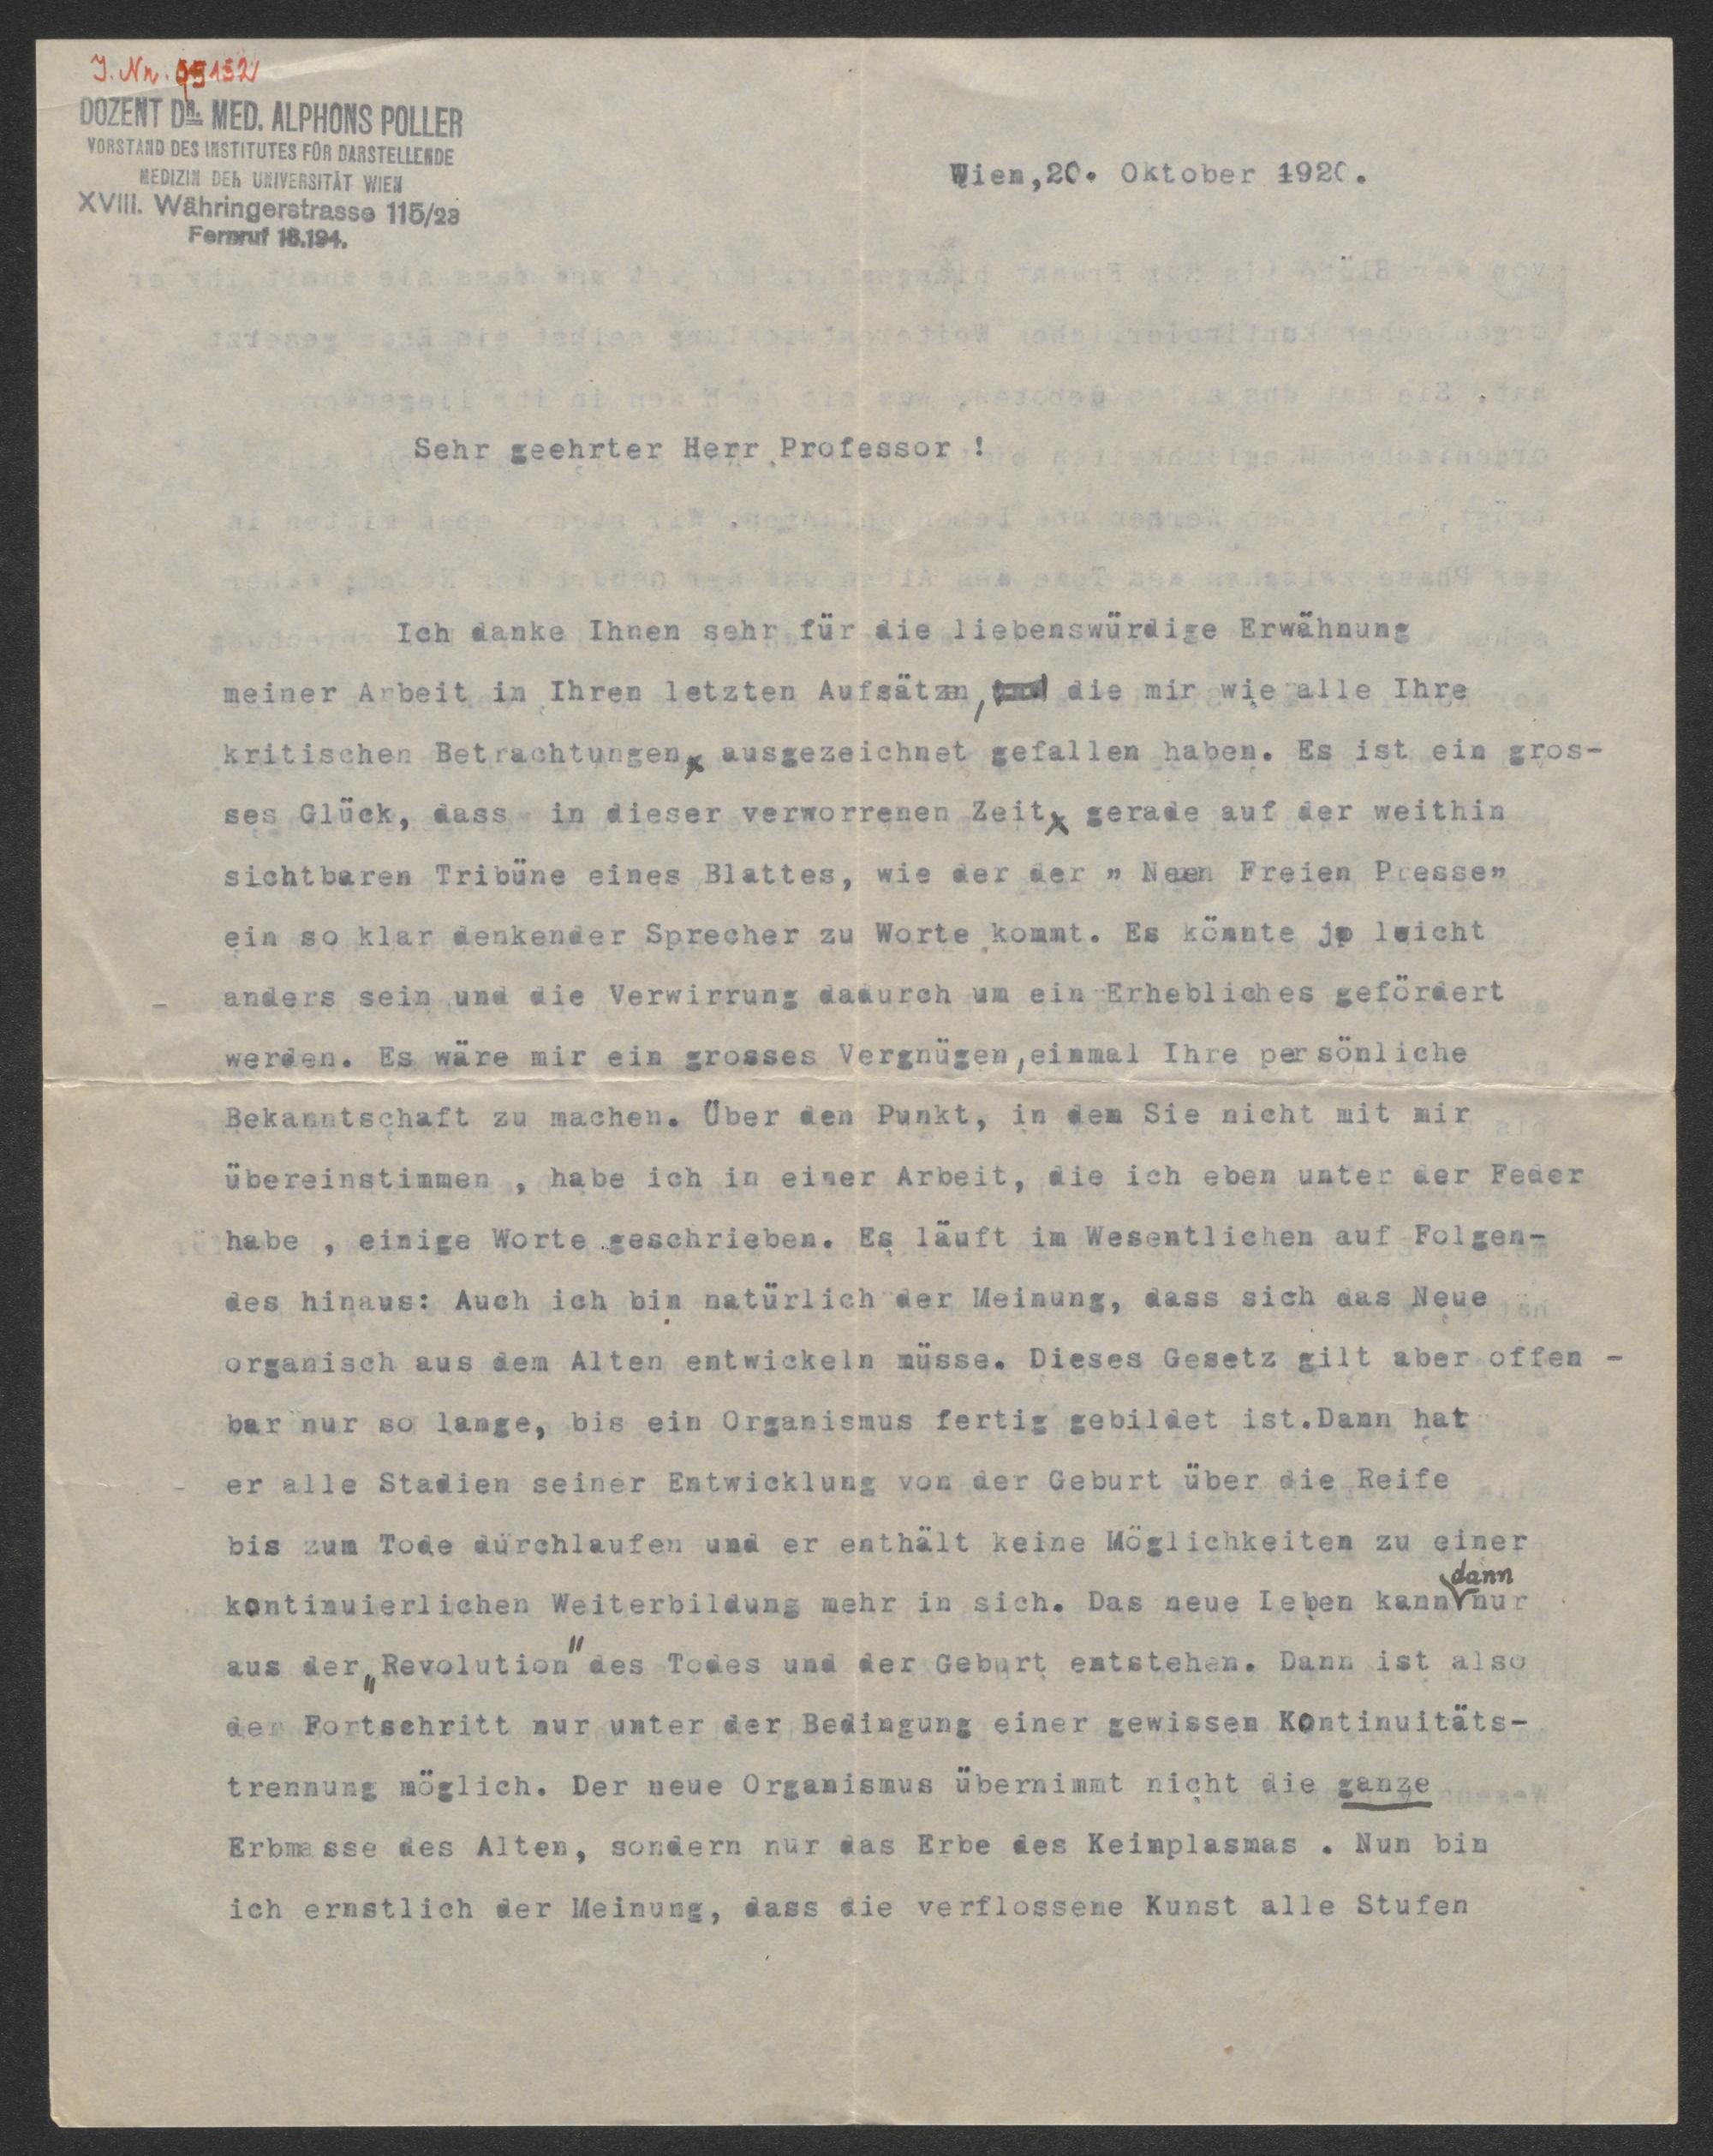 J. Nr. 99152
DOZENT DR. MED. ALPHONS POLLER
VORSTAND DES INSTITUTES FÜR DARSTELLENDE
MEDIZIN DER UNIVERSITÄT WIEN
XVIII. Währingerstrasse 115/23
Fernruf 18.194.
Wien,20. Oktober 1920.
Sehr geehrter Herr Professor !
Ich danke Ihnen sehr für die liebenswürdige Erwähnung
meiner Arbeit in Ihren letzten Aufsätzen, die mir wie alle Ihre
kritischen Betrachtungen ausgezeichnet gefallen haben. Es ist ein gros-
ses Glück, dass in dieser verworrenen Zeit gerade auf der weithin
sichtbaren Tribüne eines Blattes, wie der der " Neuen Freien Presse"
ein so klar denkender Sprecher zu Worte kommt. Es könnte ja leicht
anders sein und die Verwirrung dadurch um ein Erhebliches gefördert
werden. Es wäre mir ein grosses Vergnügen,einmal Ihre persönliche
Bekanntschaft zu machen. Über den Punkt, in dem Sie nicht mit mir
übereinstimmen , habe ich in einer Arbeit, die ich eben unter der Feder
habe , einige Worte geschrieben. Es läuft im Wesentlichen auf Folgen-
des hinaus: Auch ich bin natürlich der Meinung, dass sich das Neue
organisch aus dem Alten entwickeln müsse. Dieses Gesetz gilt aber offen -
bar nur so lange, bis ein Organismus fertig gebildet ist.Dann hat
er alle Stadien seiner Entwicklung von der Geburt über die Reife
bis zum Tode durchlaufen und er enthält keine Möglichkeiten zu einer
kontinuierlichen Weiterbildung mehr in sich. Das neue Leben kann dann nur
aus der „Revolution" des Todes und der Geburt entstehen. Dann ist also
der Fortschritt nur unter der Bedingung einer gewissen Kontinuitäts-
trennung möglich. Der neue Organismus übernimmt nicht die ganze
Erbmasse des Alten, sondern nur das Erbe des Keimplasmas . Nun bin
ich ernstlich der Meinung, dass die verflossene Kunst alle Stufen